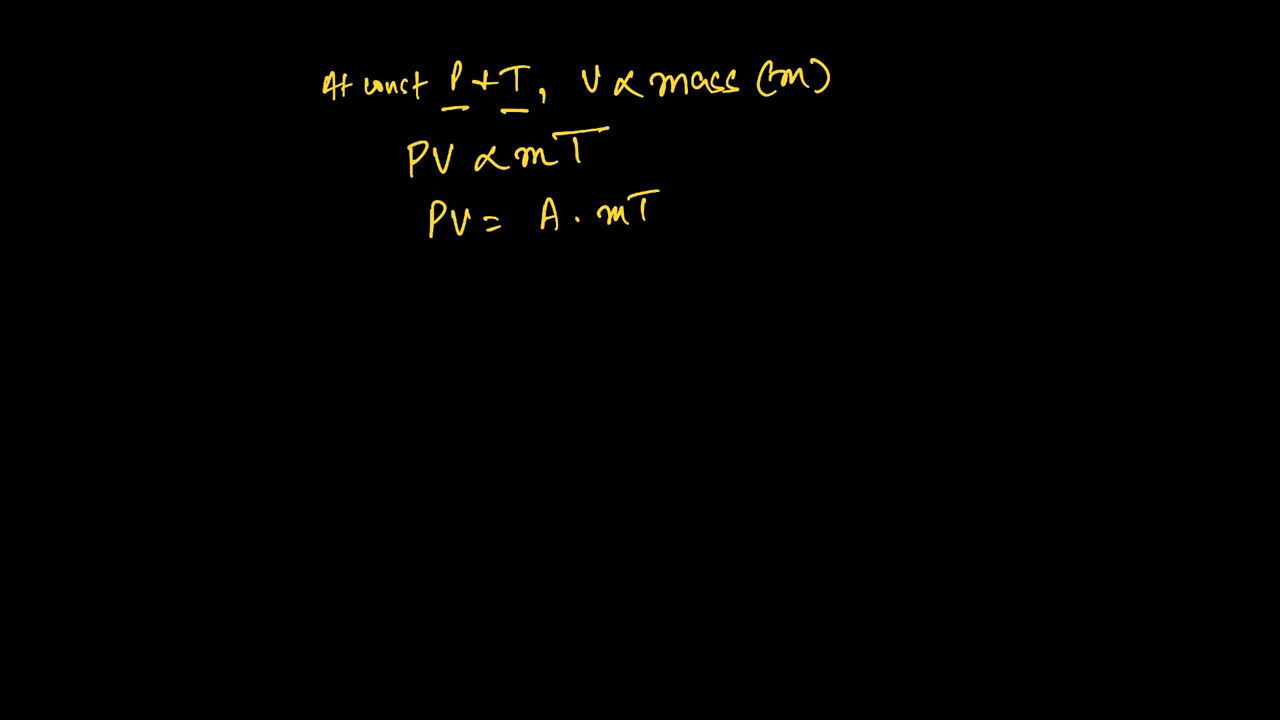 At const P + T, V ∝ mass (m)
PV ∝ mT
PV = A · mT